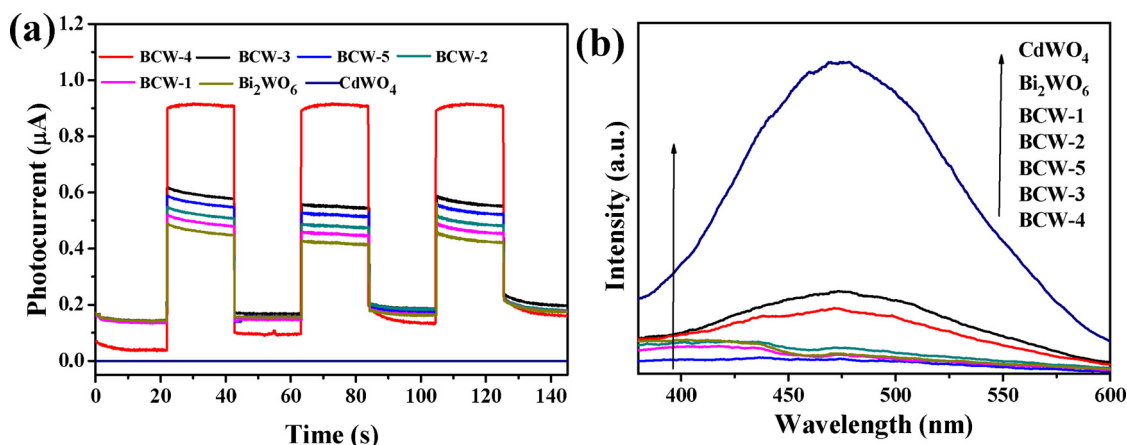 (a)
Photocurrent (μA)
1.2
1.0
0.8
0.6
0.4
0.2
0.0
BCW-4 BCW-3 BCW-5 BCW-2
BCW-1 Bi₂WO₆ CdWO₄
0 20 40 60 80 100 120 140
Time (s)
(b)
Intensity (a.u.)
CdWO₄
Bi₂WO₆
BCW-1
BCW-2
BCW-5
BCW-3
BCW-4
400 450 500 550 600
Wavelength (nm)